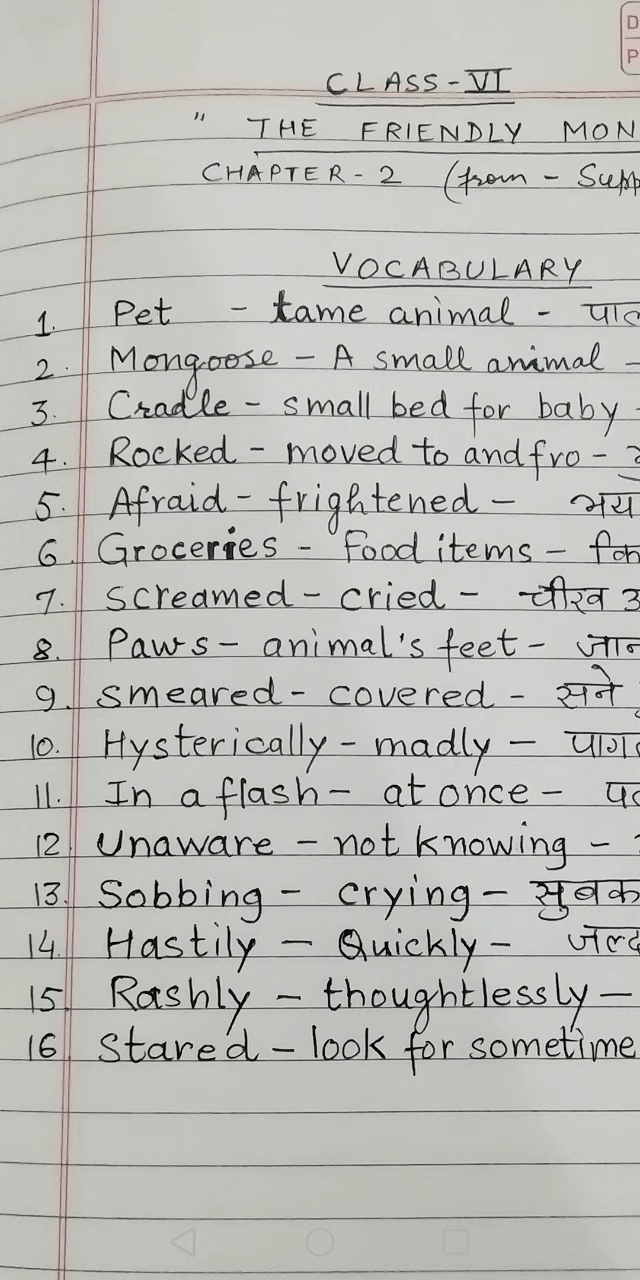 D
P
CLASS-VI
" THE FRIENDLY MON
CHAPTER-2 (from - Supp
VOCABULARY
1. Pet - tame animal - पाल
2. Mongoose - A small animal -
3. Cradle - small bed for baby -
4. Rocked - moved to and fro -
5. Afraid - frightened - भय
6. Groceries - Food items - कि
7. Screamed - cried - चीख उ
8. Paws - animal's feet - जान
9. smeared - covered - सने
10. Hysterically - madly - पाग
11. In a flash - at once - प
12. Unaware - not knowing -
13. Sobbing - crying - सुबक
14. Hastily - Quickly - जल्द
15. Rashly - thoughtlessly -
16. Stared - look for sometime